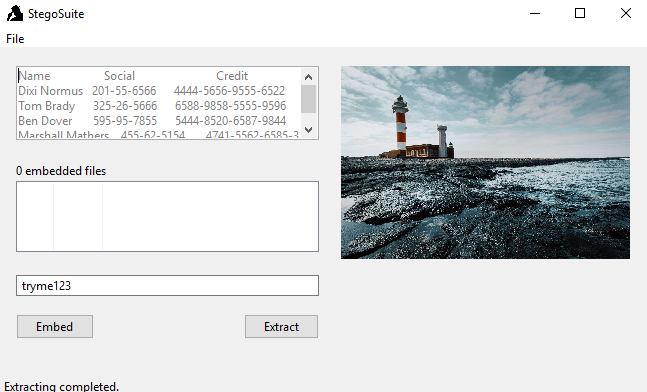 StegoSuite
File
Name Social Credit
Dixi Normus 201-55-6566 4444-5656-9555-6522
Tom Brady 325-26-5666 6588-9858-5555-9596
Ben Dover 595-95-7855 5444-8520-6587-9844
Marshall Mathers 455-62-5154 4741-5562-6585-3
0 embedded files
tryme123
Embed Extract
Extracting completed.